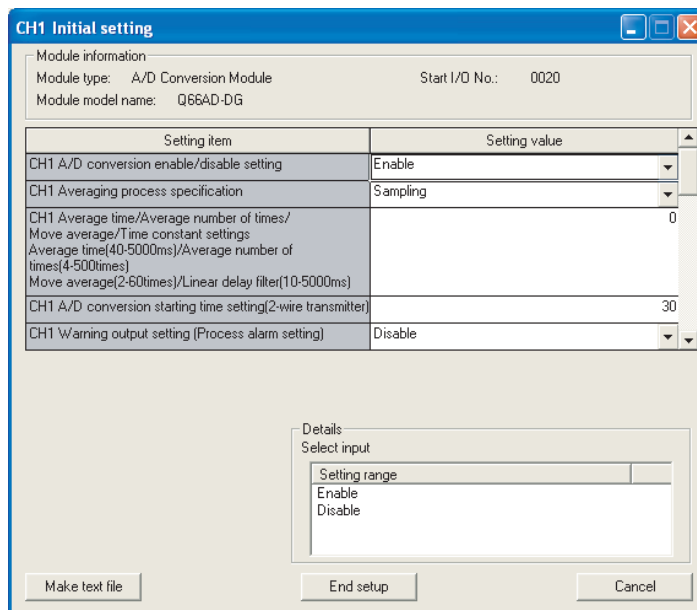 CH1 Initial setting
Module information
Module type: A/D Conversion Module Start I/O No.: 0020
Module model name: Q66AD-DG
Setting item Setting value
CH1 A/D conversion enable/disable setting Enable
CH1 Averaging process specification Sampling
CH1 Average time/Average number of times/ 0
Move average/Time constant settings
Average time(40-5000ms)/Average number of
times(4-500times)
Move average(2-60times)/Linear delay filter(10-5000ms)
CH1 A/D conversion starting time setting(2-wire transmitter) 30
CH1 Warning output setting (Process alarm setting) Disable
Details
Select input
Setting range
Enable
Disable
Make text file End setup Cancel